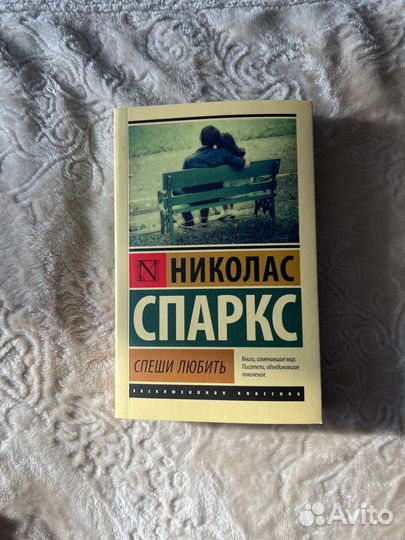 N НИКОЛАС
СПАРКС
СПЕШИ ЛЮБИТЬ
Книги, изменившие мир.
Писатели, объединившие
поколения.
ЭКСКЛЮЗИВНАЯ КЛАССИКА
Avito